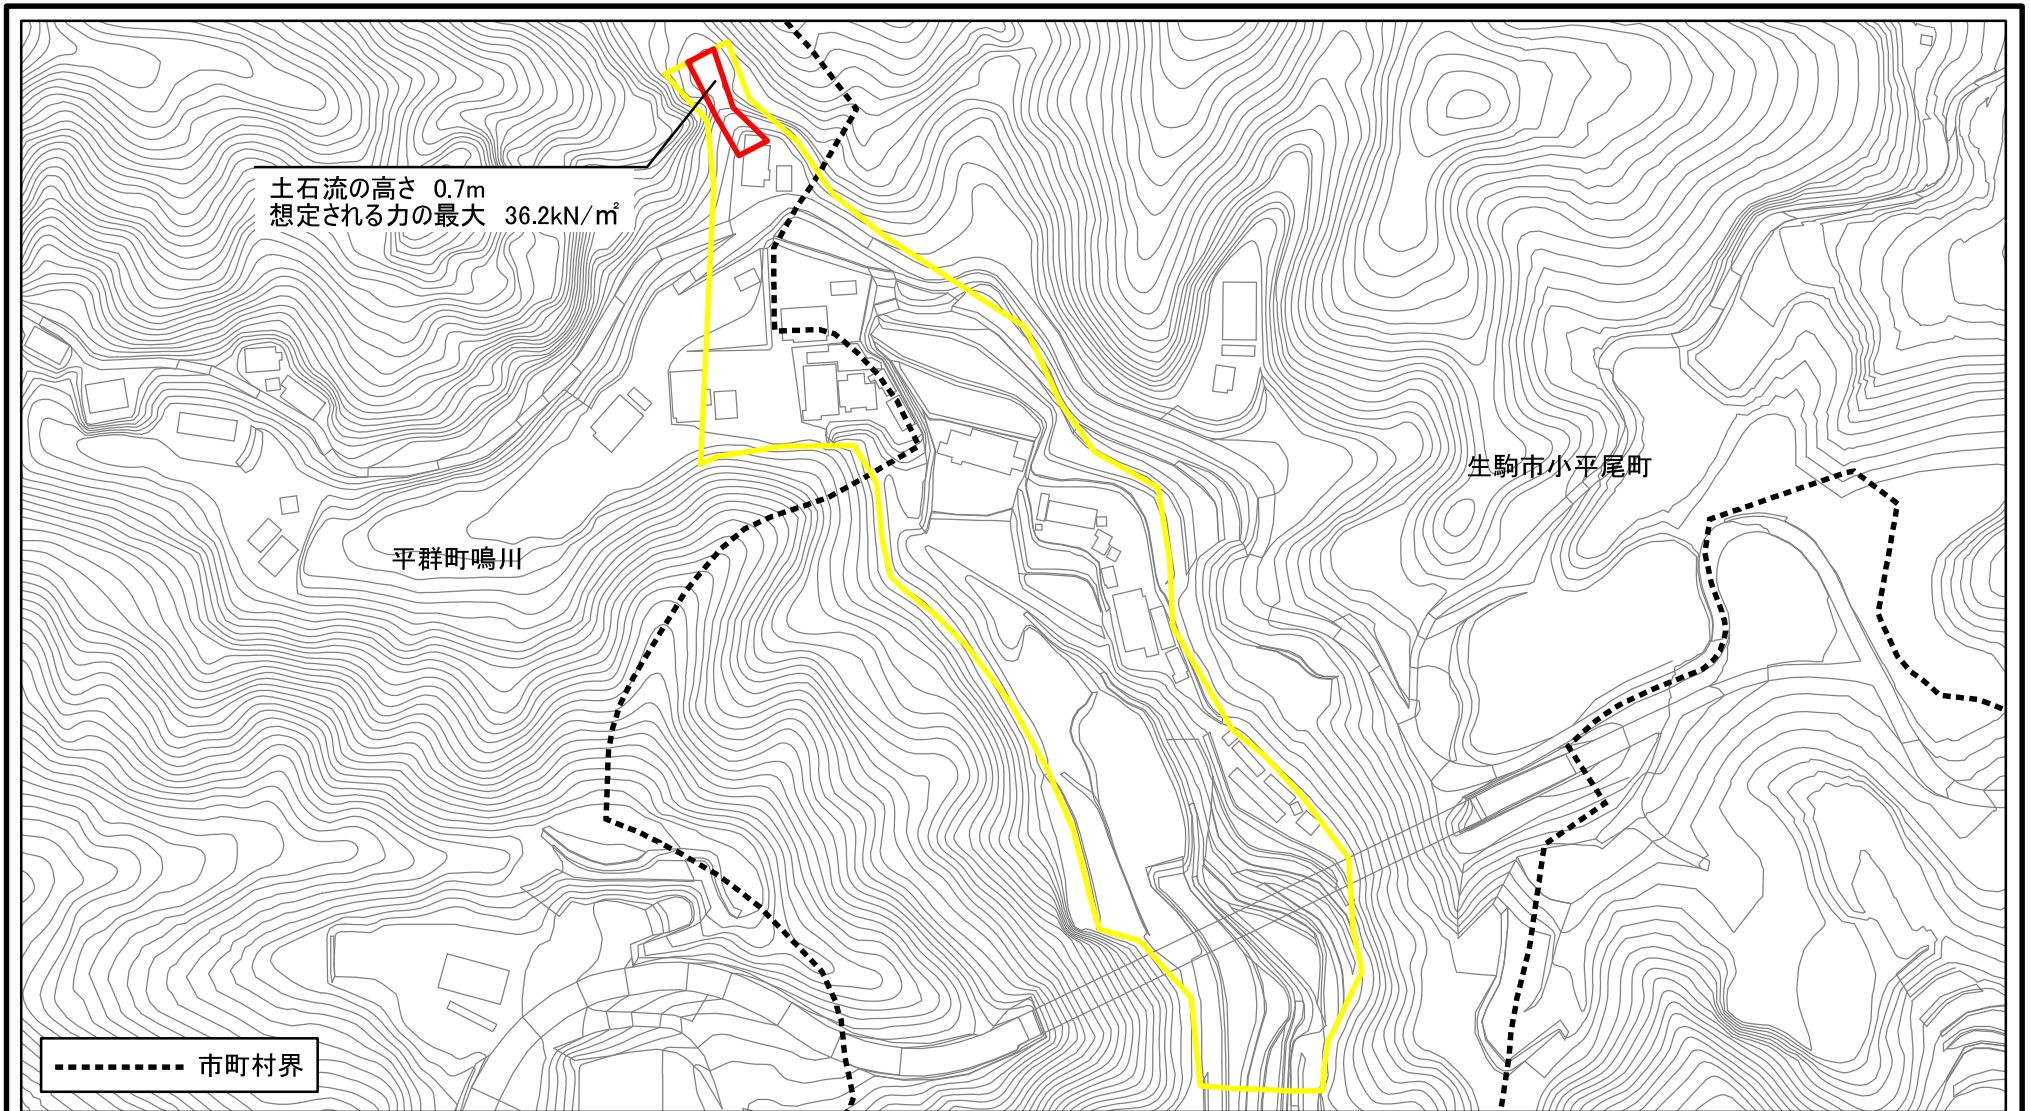 土石流の高さ 0.7m
想定される力の最大 36.2kN/㎡
生駒市小平尾町
平群町鳴川
市町村界